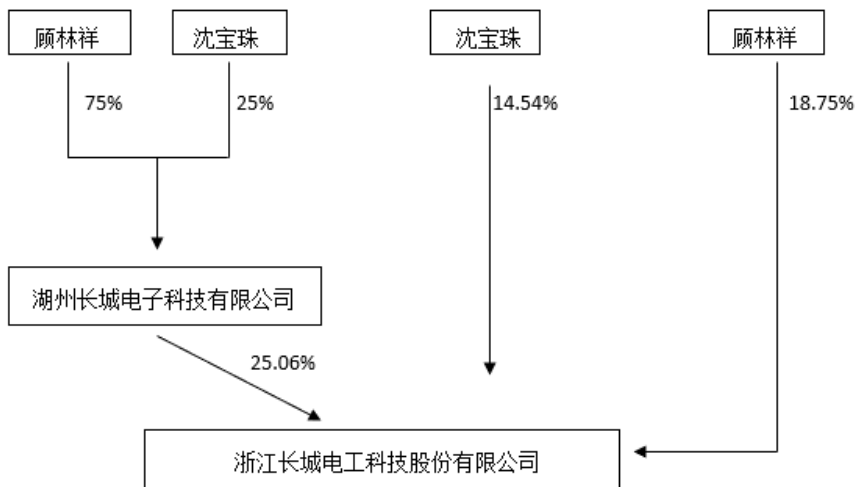 顾林祥
沈宝珠
沈宝珠
顾林祥
75%
25%
14.54%
18.75%
湖州长城电子科技有限公司
25.06%
浙江长城电工科技股份有限公司